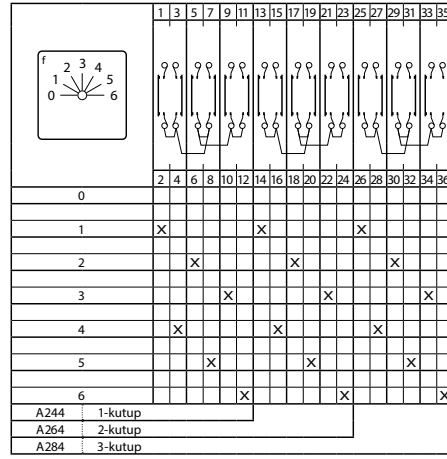 1 3 5 7 9 11 13 15 17 19 21 23 25 27 29 31 33 35
f
0 1 2 3 4 5 6
2 4 6 8 10 12 14 16 18 20 22 24 26 28 30 32 34 36
0
1 X X X
2 X X X
3 X X X
4 X X X
5 X X X
6 X X X
A244 1-kutup
A264 2-kutup
A284 3-kutup